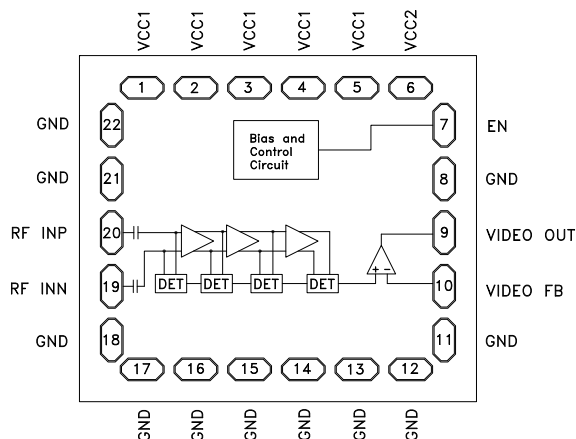 VCC1 VCC1 VCC1 VCC1 VCC1 VCC2
1 2 3 4 5 6
GND 22 7 EN
Bias and
Control
Circuit
GND 21 8 GND
RF INP 20 9 VIDEO OUT
+ −
RF INN 19 DET DET DET DET 10 VIDEO FB
GND 18 11 GND
17 16 15 14 13 12
GND GND GND GND GND GND